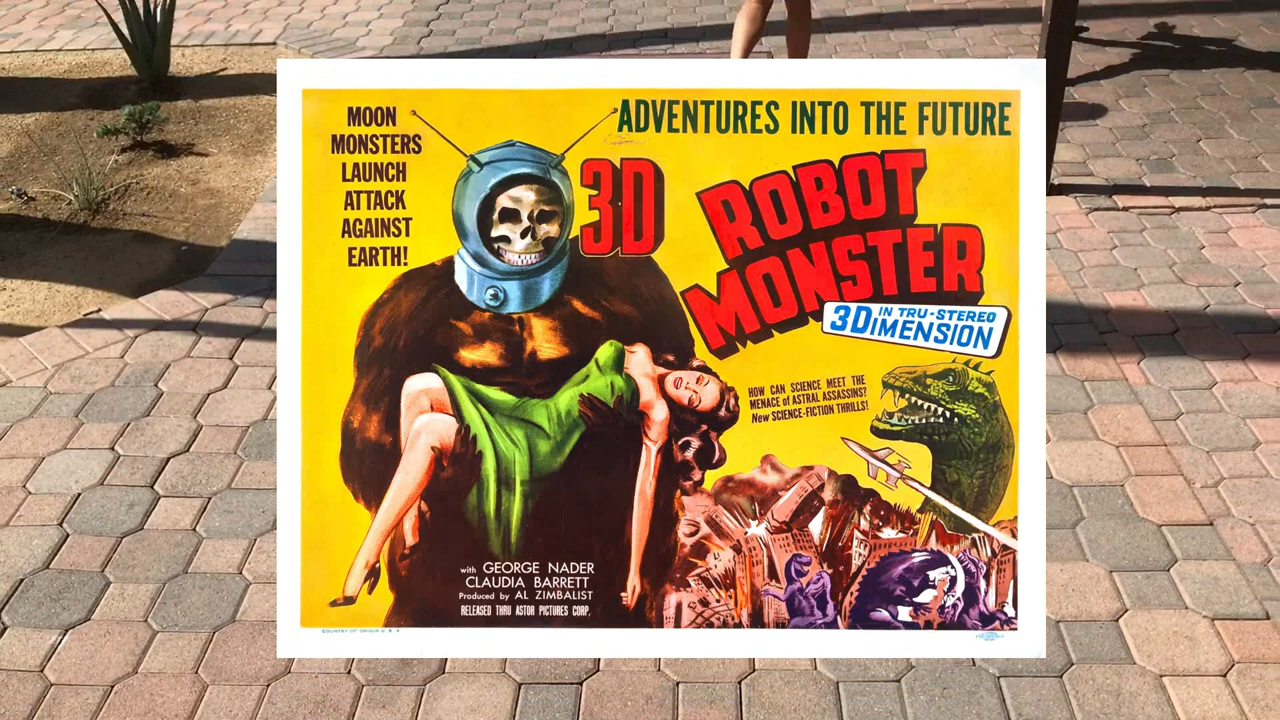 MOON
MONSTERS
LAUNCH
ATTACK
AGAINST
EARTH!
ADVENTURES INTO THE FUTURE
3D
ROBOT
MONSTER
3DIMENSION
IN TRU-STEREO
HOW CAN SCIENCE MEET THE
MENACE of ASTRAL ASSASSINS?
New SCIENCE-FICTION THRILLS!
with GEORGE NADER
CLAUDIA BARRETT
Produced by AL ZIMBALIST
RELEASED THRU ASTOR PICTURES CORP.
COUNTRY OF ORIGIN U. S. A.